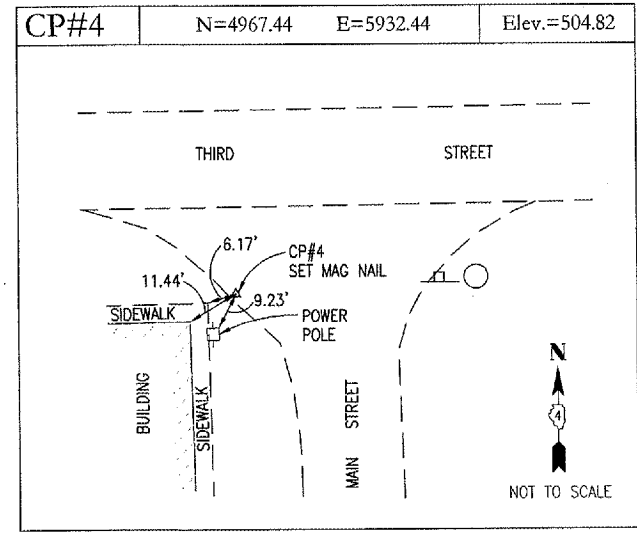 CP#4 N=4967.44 E=5932.44 Elev.=504.82
THIRD STREET
6.17'
CP#4
SET MAG NAIL
11.44'
9.23'
SIDEWALK
POWER
POLE
BUILDING
SIDEWALK
MAIN STREET
N
4
NOT TO SCALE